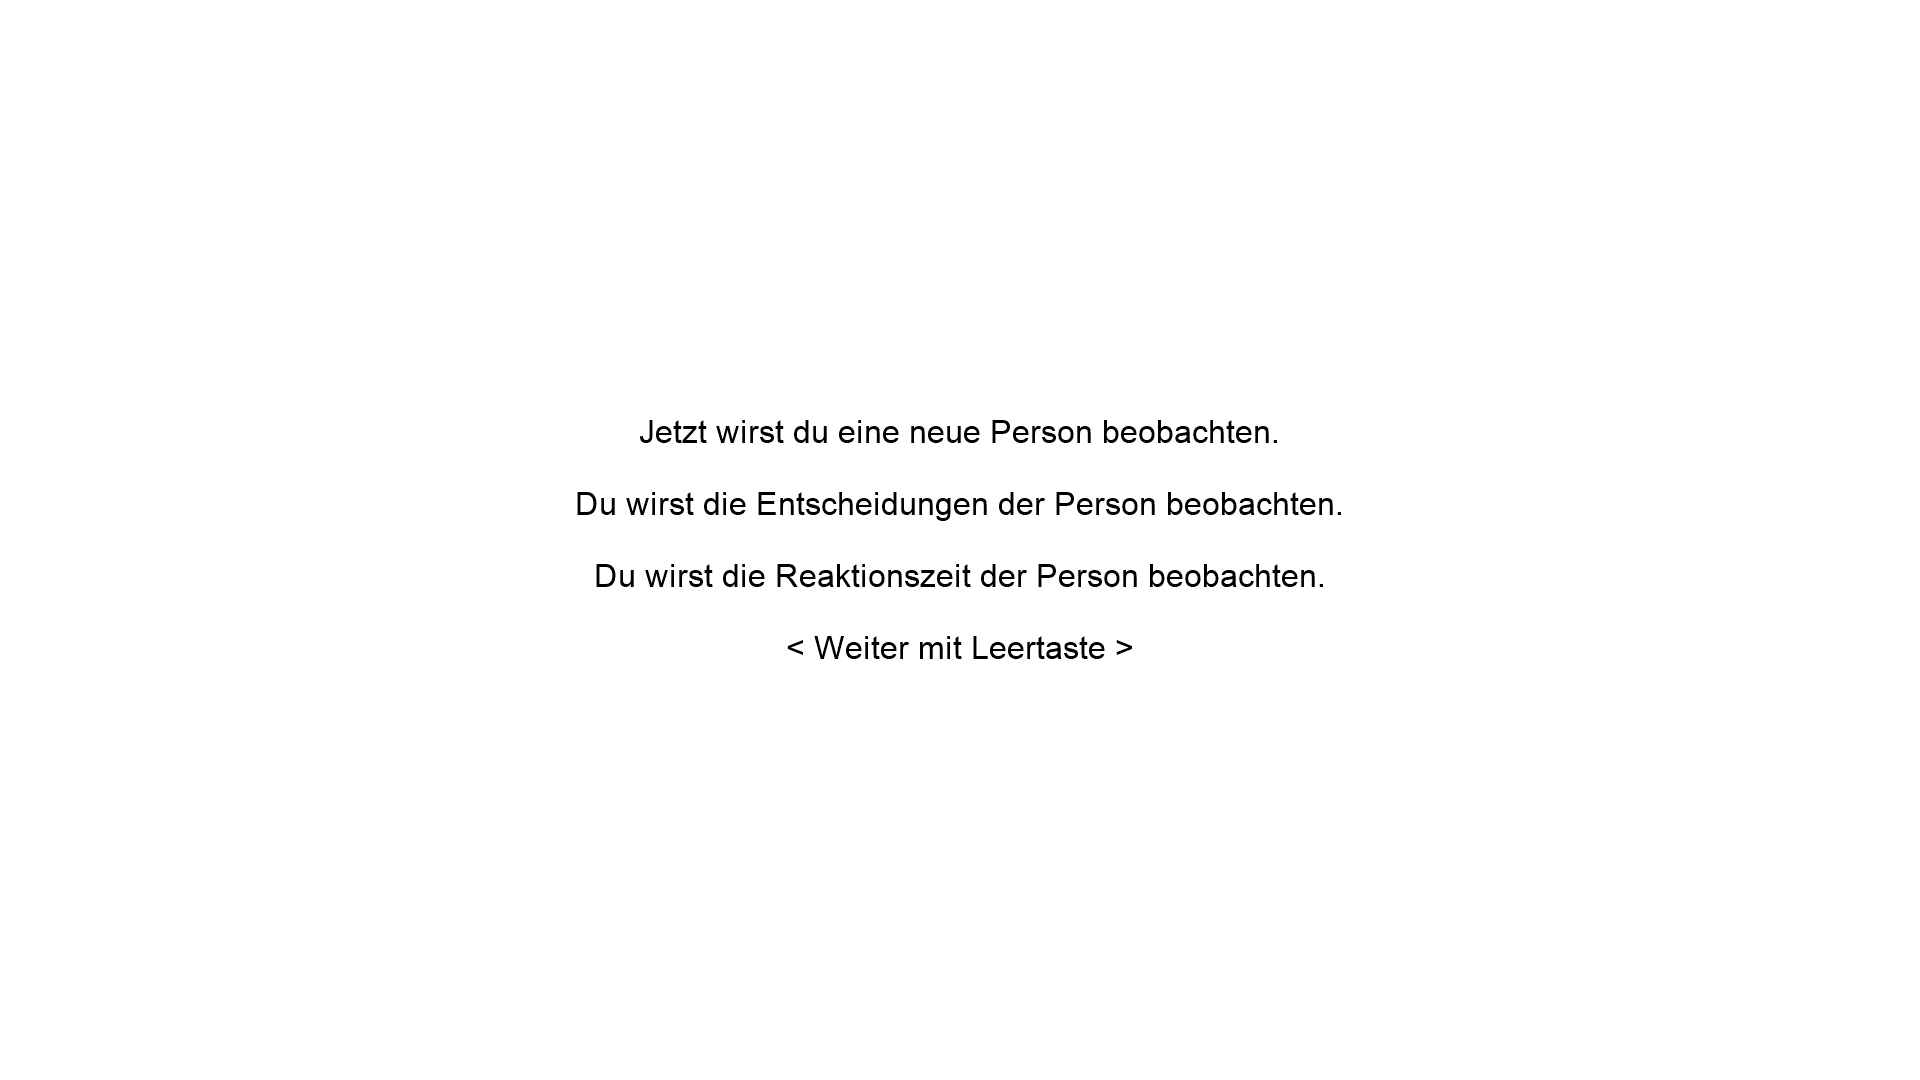 Jetzt wirst du eine neue Person beobachten.
Du wirst die Entscheidungen der Person beobachten.
Du wirst die Reaktionszeit der Person beobachten.
< Weiter mit Leertaste >